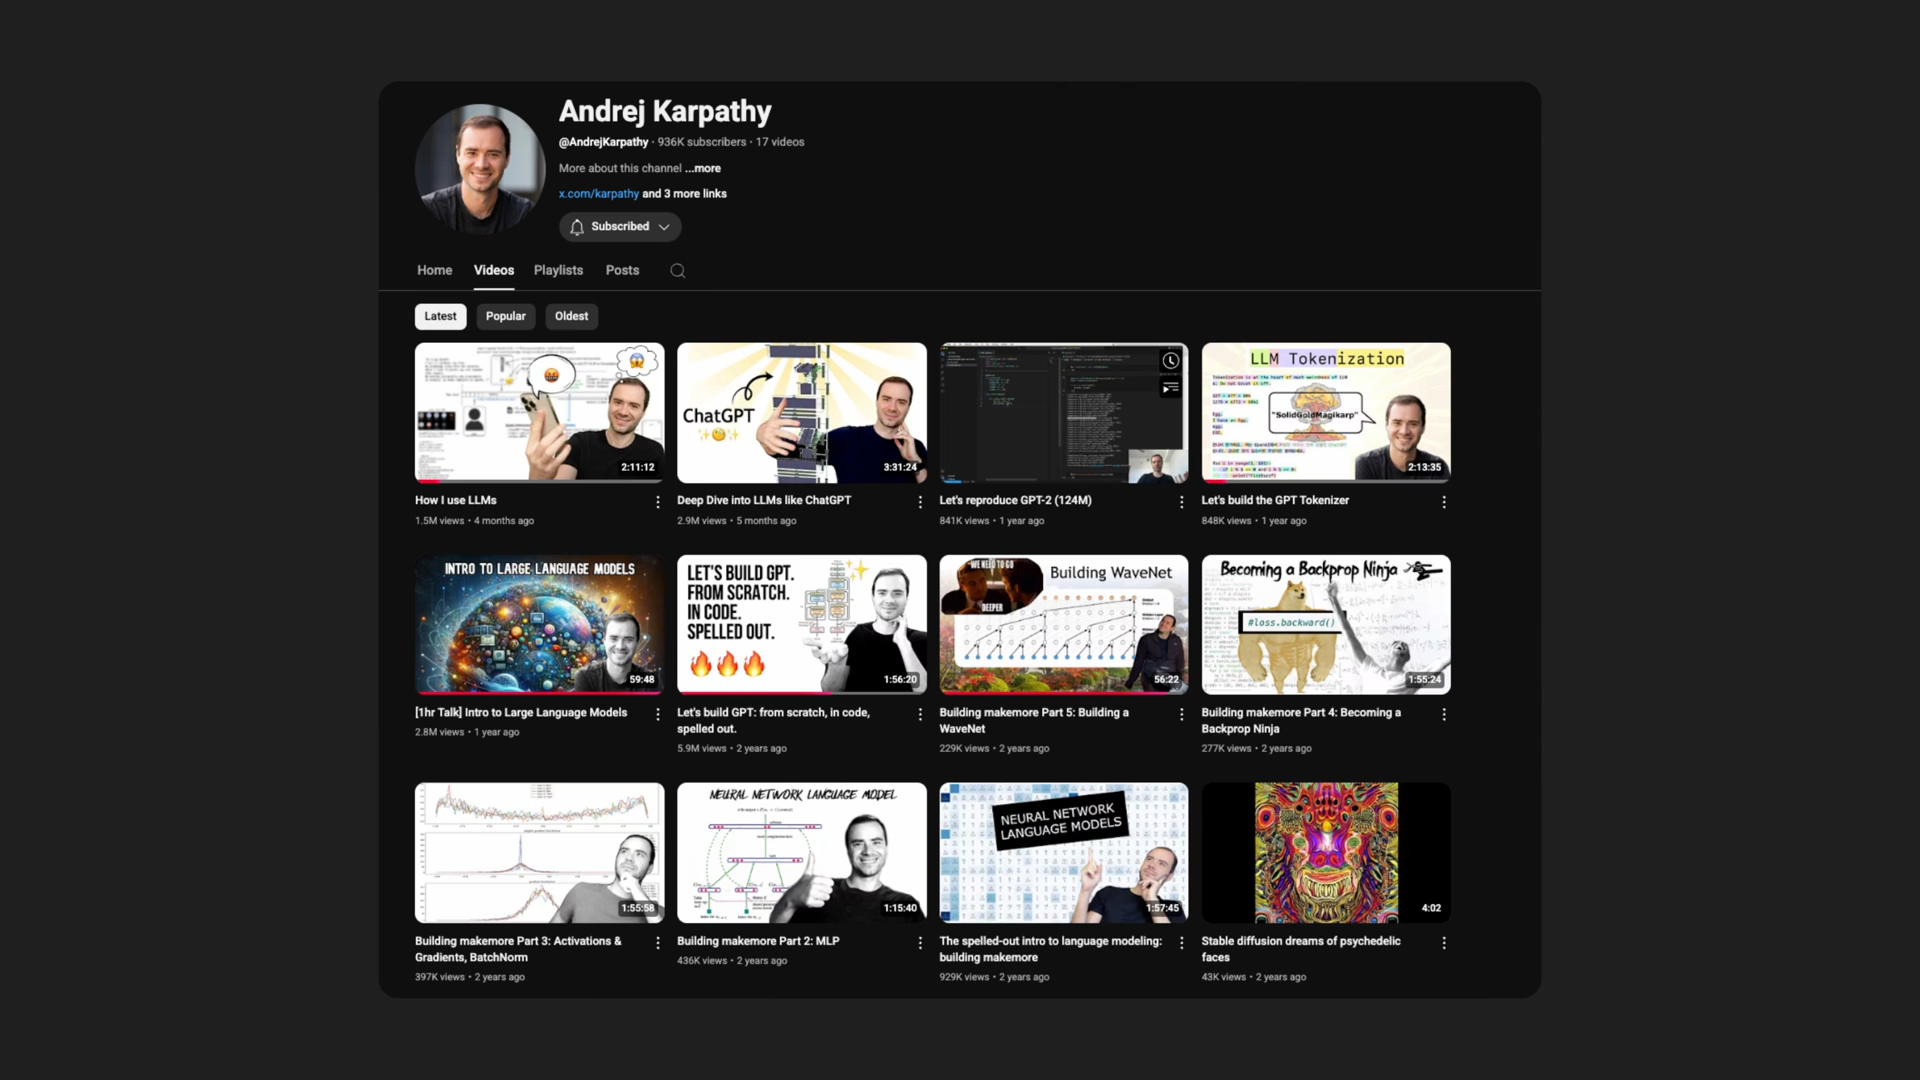 Andrej Karpathy
@AndrejKarpathy · 936K subscribers · 17 videos
More about this channel ...more
x.com/karpathy and 3 more links
Subscribed
Home Videos Playlists Posts
Latest Popular Oldest
2:11:12
How I use LLMs
1.5M views • 4 months ago
ChatGPT
3:31:24
Deep Dive into LLMs like ChatGPT
2.9M views • 5 months ago
Let's reproduce GPT-2 (124M)
841K views • 1 year ago
LLM Tokenization
"SolidGoldMagikarp"
2:13:35
Let's build the GPT Tokenizer
848K views • 1 year ago
INTRO TO LARGE LANGUAGE MODELS
59:48
[1hr Talk] Intro to Large Language Models
2.8M views • 1 year ago
LET'S BUILD GPT.
FROM SCRATCH.
IN CODE.
SPELLED OUT.
1:56:20
Let's build GPT: from scratch, in code,
spelled out.
5.9M views • 2 years ago
WE NEED TO GO
DEEPER
Building WaveNet
56:22
Building makemore Part 5: Building a
WaveNet
229K views • 2 years ago
Becoming a Backprop Ninja
#loss.backward()
1:55:24
Building makemore Part 4: Becoming a
Backprop Ninja
277K views • 2 years ago
1:55:58
Building makemore Part 3: Activations &
Gradients, BatchNorm
397K views • 2 years ago
NEURAL NETWORK LANGUAGE MODEL
1:15:40
Building makemore Part 2: MLP
436K views • 2 years ago
NEURAL NETWORK
LANGUAGE MODELS
1:57:45
The spelled-out intro to language modeling:
building makemore
929K views • 2 years ago
4:02
Stable diffusion dreams of psychedelic
faces
43K views • 2 years ago